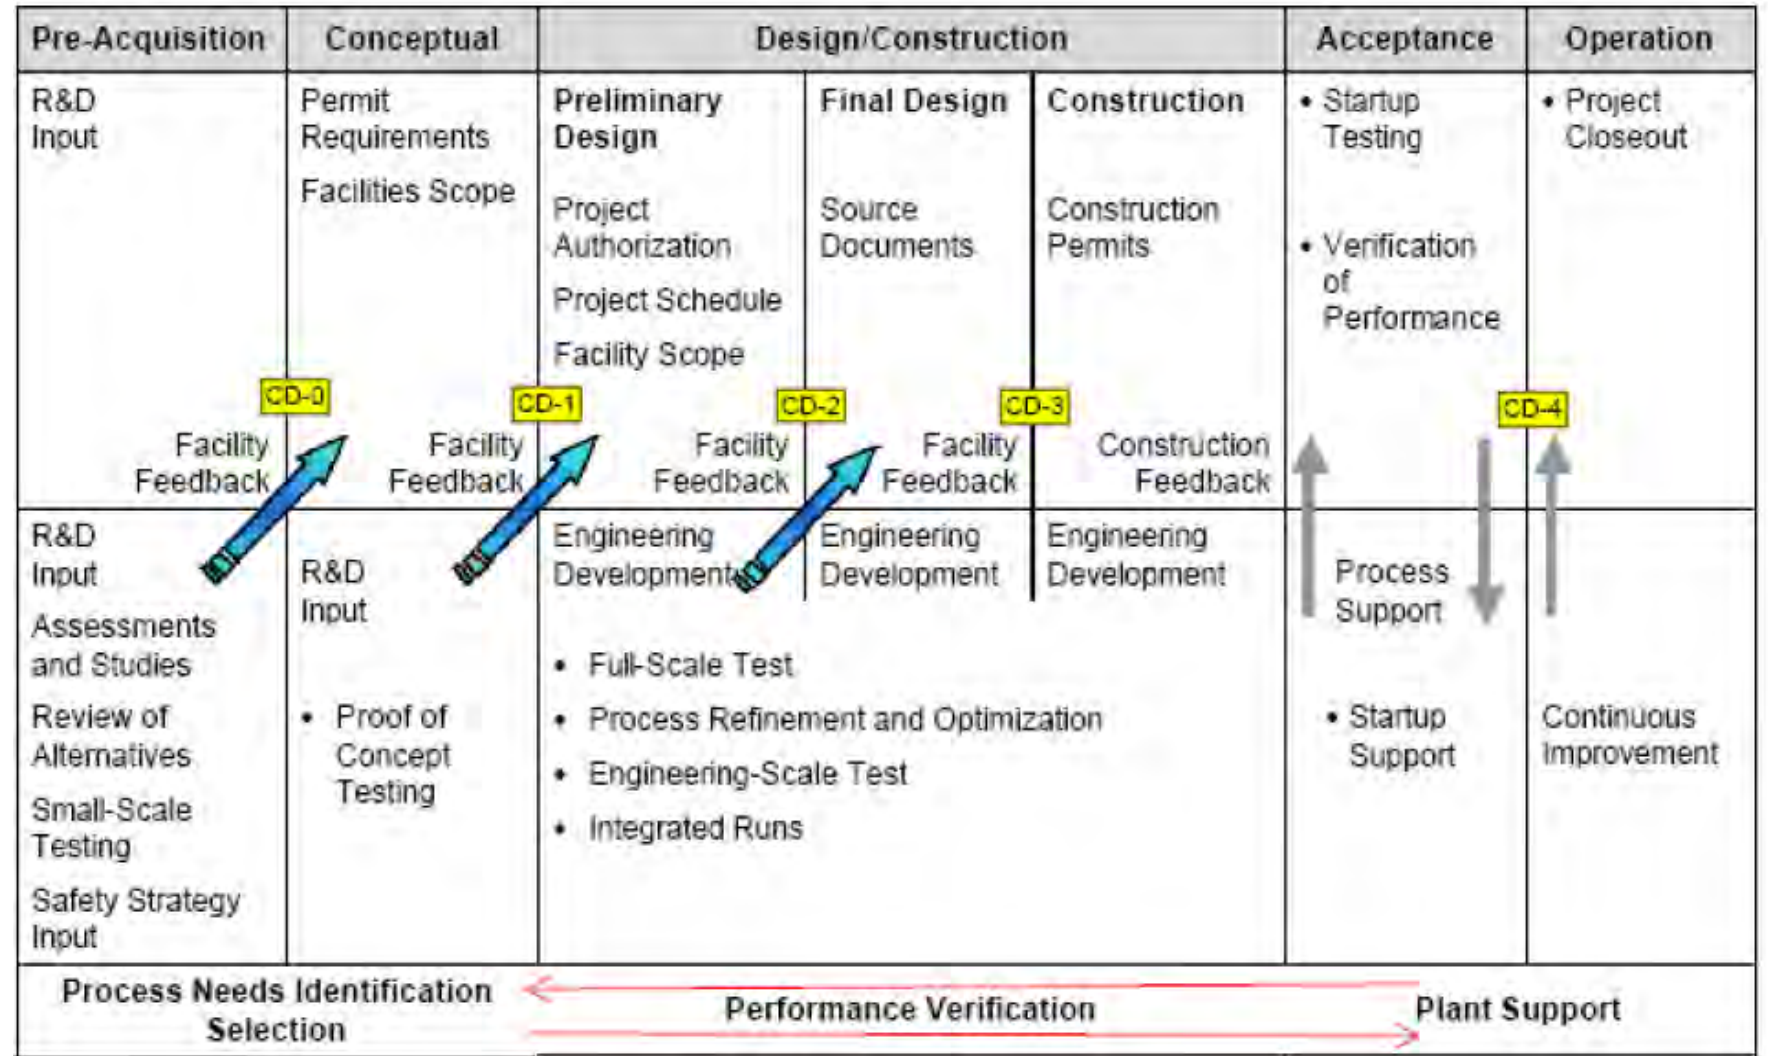 Pre-Acquisition
Conceptual
Design/Construction
Acceptance
Operation
R&D
Input
Permit
Requirements
Facilities Scope
Preliminary
Design
Project
Authorization
Project Schedule
Facility Scope
Final Design
Source
Documents
Construction
Construction
Permits
• Startup
Testing
• Verification
of
Performance
• Project
Closeout
CD-0
CD-1
CD-2
CD-3
CD-4
Facility
Feedback
Facility
Feedback
Facility
Feedback
Facility
Feedback
Construction
Feedback
R&D
Input
Assessments
and Studies
Review of
Alternatives
Small-Scale
Testing
Safety Strategy
Input
R&D
Input
• Proof of
Concept
Testing
Engineering
Development
Engineering
Development
Engineering
Development
• Full-Scale Test
• Process Refinement and Optimization
• Engineering-Scale Test
• Integrated Runs
Process
Support
• Startup
Support
Continuous
Improvement
Process Needs Identification
Selection
Performance Verification
Plant Support